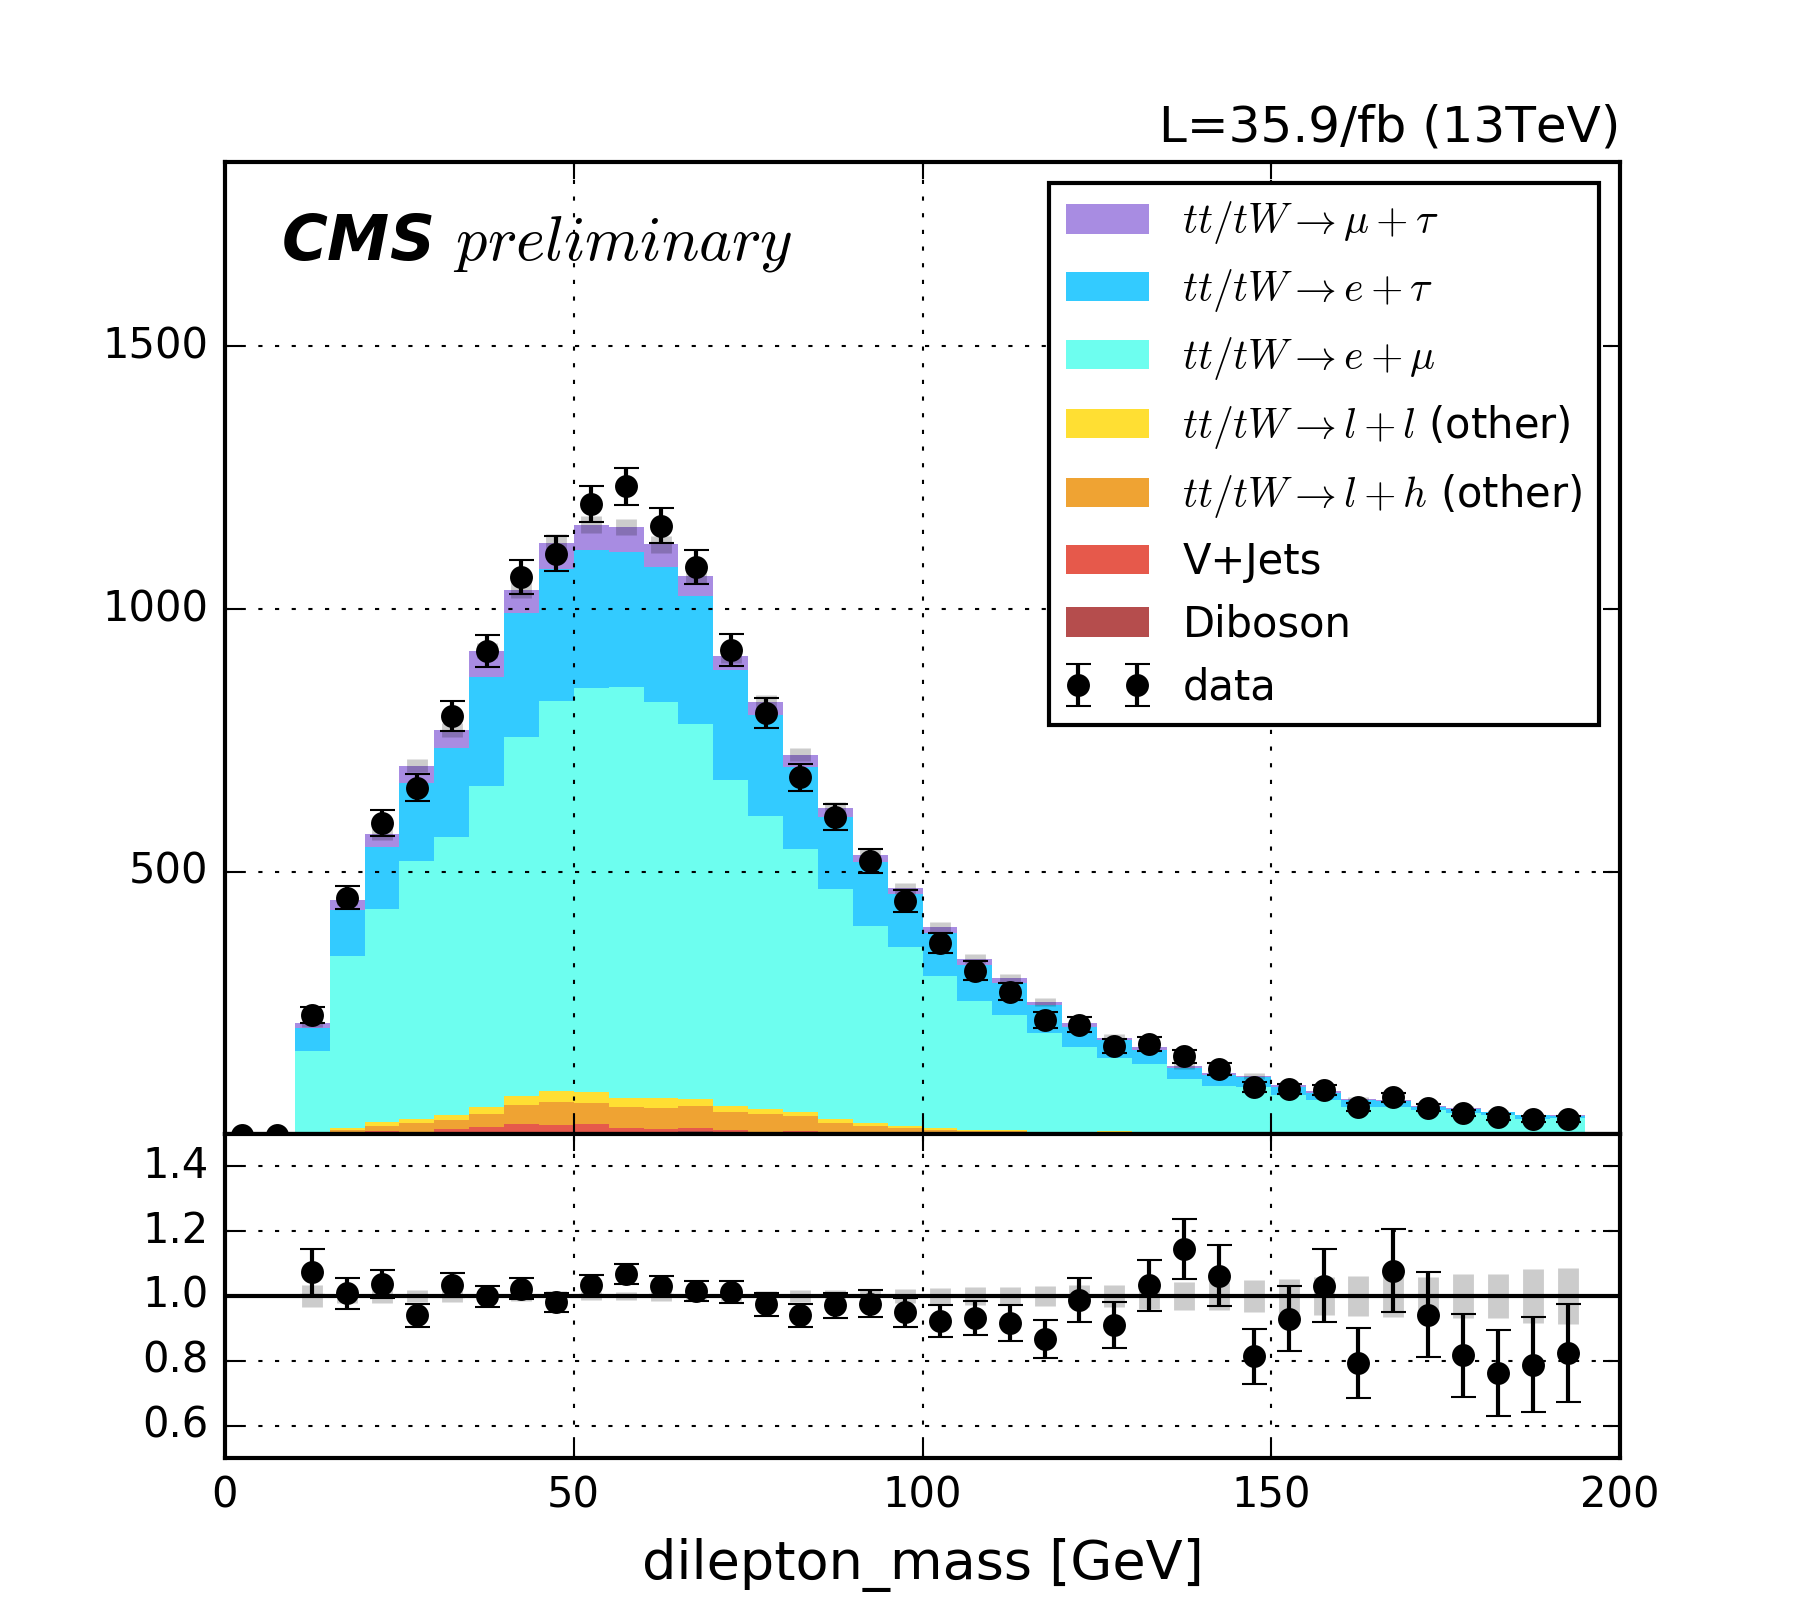 L=35.9/fb (13TeV)
CMS preliminary
tt/tW→μ+τ
tt/tW→e+τ
tt/tW→e+μ
tt/tW→l+l (other)
tt/tW→l+h (other)
V+Jets
Diboson
data
1500
1000
500
1.4
1.2
1.0
0.8
0.6
0 50 100 150 200
dilepton_mass [GeV]